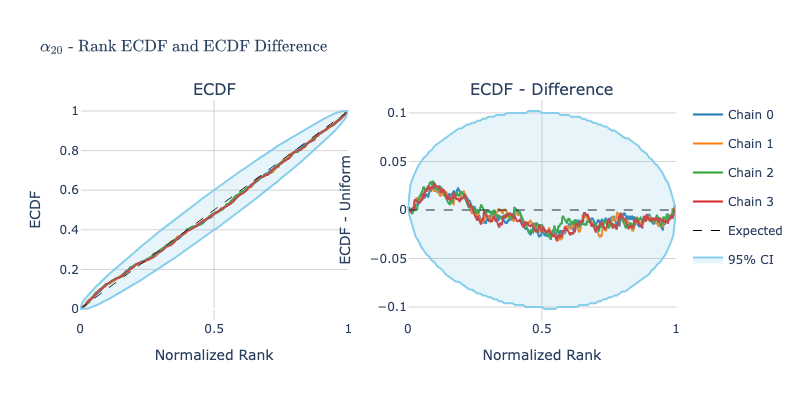 α₂₀ - Rank ECDF and ECDF Difference
ECDF
ECDF - Difference
ECDF
1
0.8
0.6
0.4
0.2
0
0
0.5
1
Normalized Rank
ECDF - Uniform
0.1
0.05
0
−0.05
−0.1
0
0.5
1
Normalized Rank
Chain 0
Chain 1
Chain 2
Chain 3
Expected
95% CI